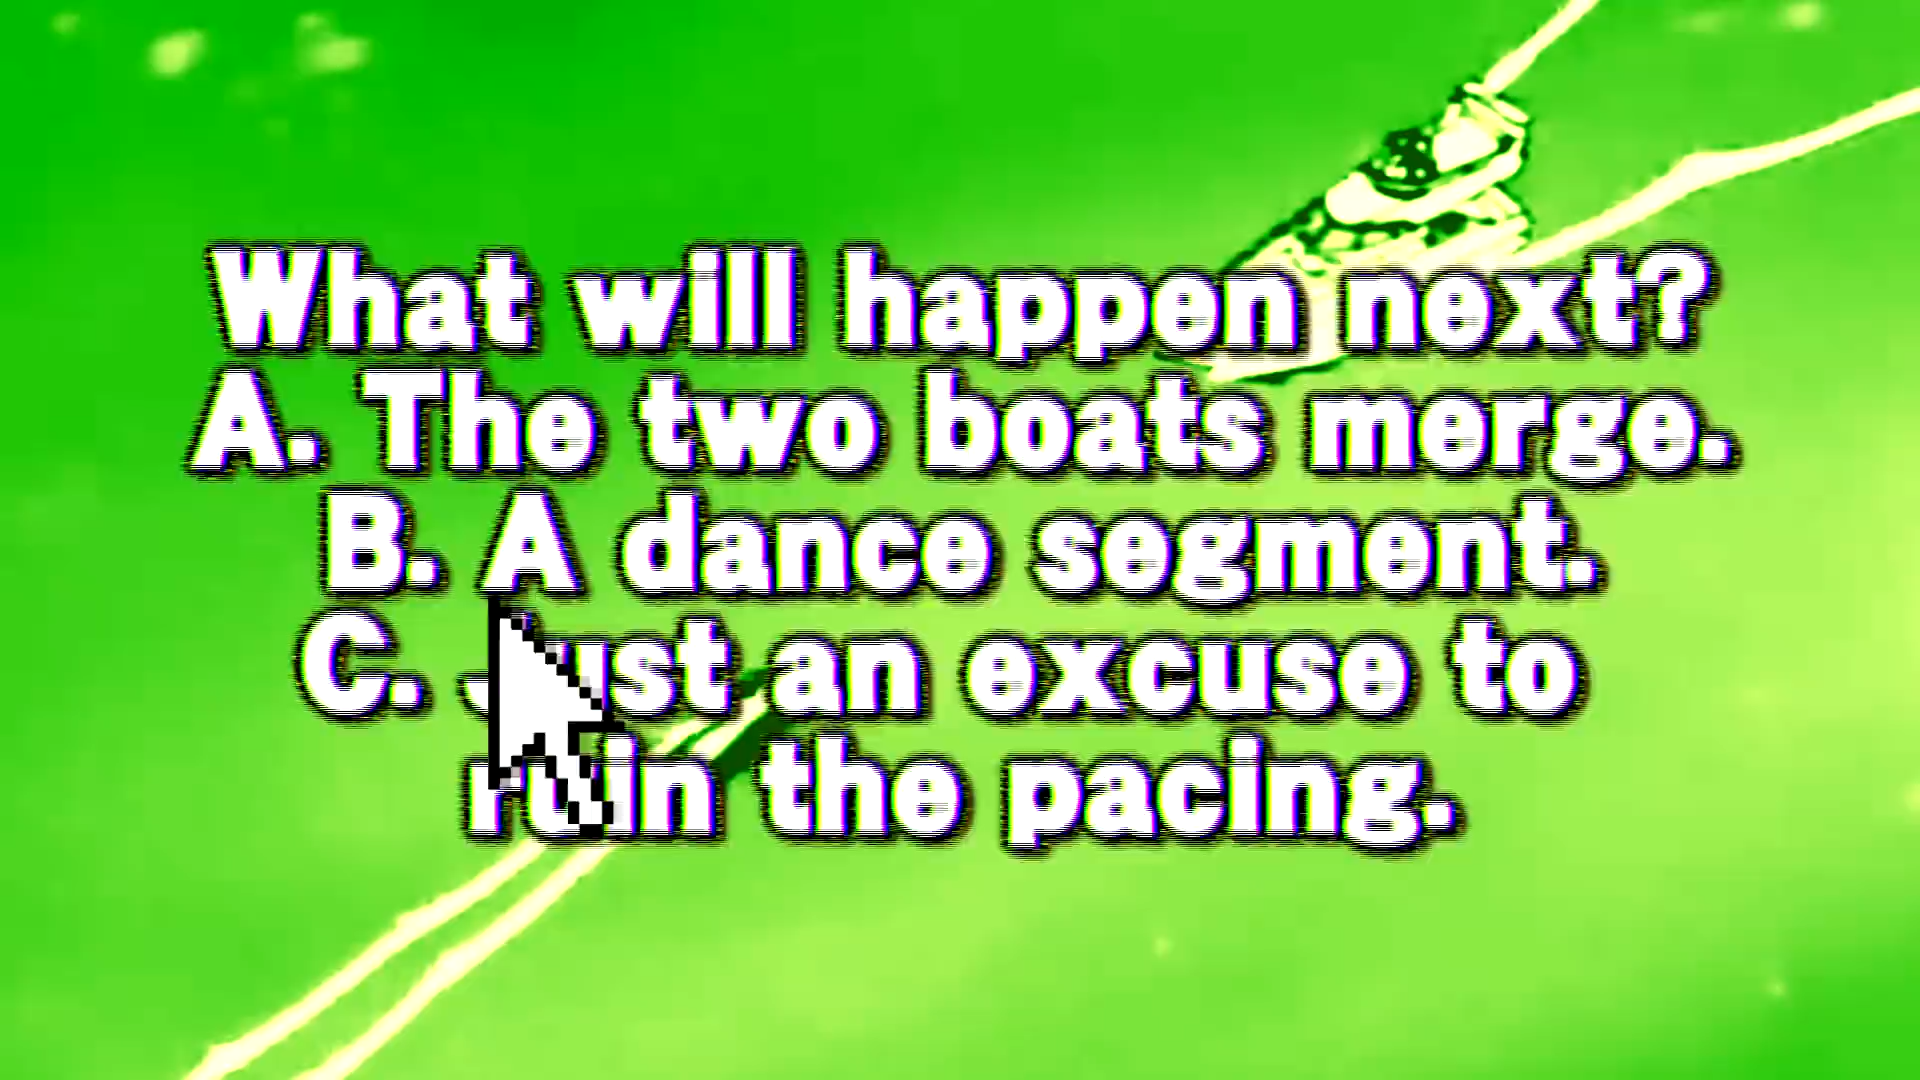 What will happen next?
A. The two boats merge.
B. A dance segment.
C. Just an excuse to
ruin the pacing.